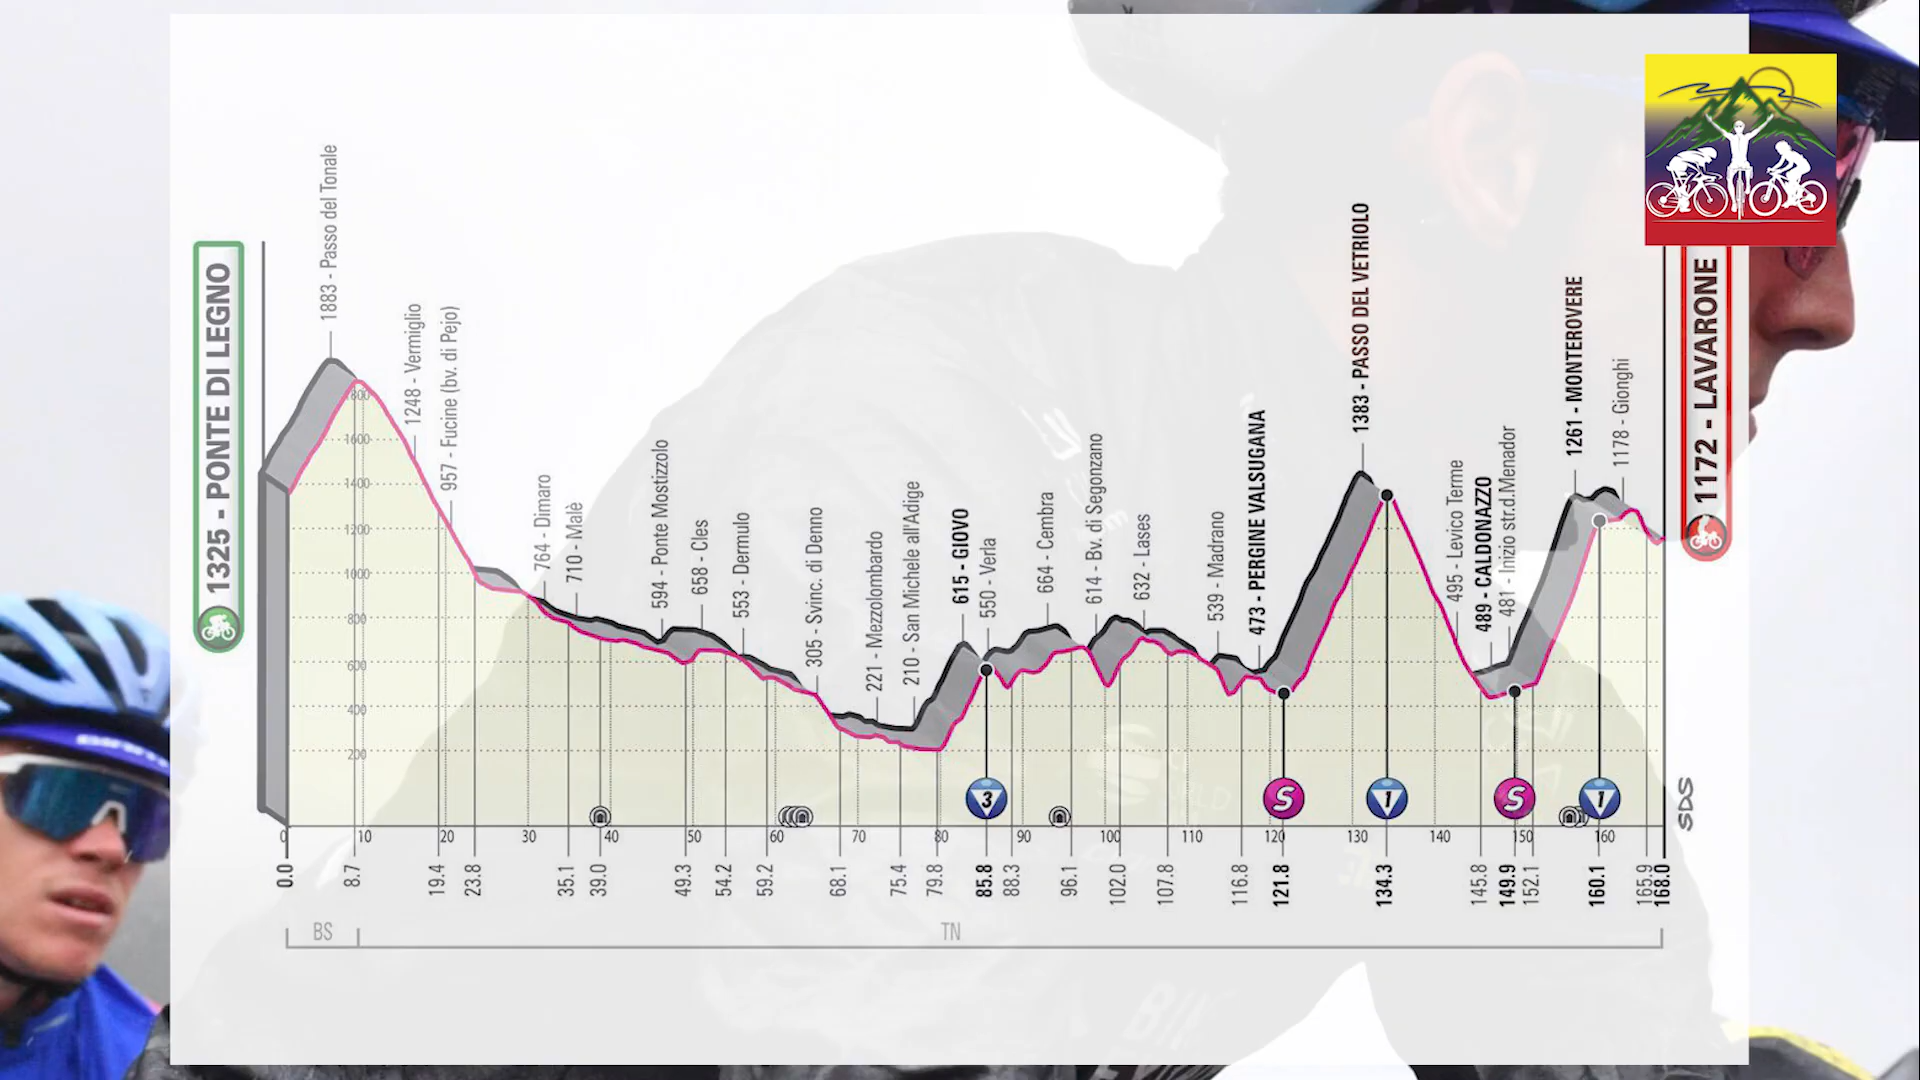 1325 - PONTE DI LEGNO
1883 - Passo del Tonale
1248 - Vermiglio
957 - Fucine (bv. di Pejo)
764 - Dimaro
710 - Malè
594 - Ponte Mostizzolo
658 - Cles
553 - Dermulo
305 - Svinc. di Denno
221 - Mezzolombardo
210 - San Michele all'Adige
615 - GIOVO
550 - Verla
664 - Cembra
614 - Bv. di Segonzano
632 - Lases
539 - Madrano
473 - PERGINE VALSUGANA
1383 - PASSO DEL VETRIOLO
495 - Levico Terme
489 - CALDONAZZO
481 - Inizio str.d.Menador
1261 - MONTEROVERE
1178 - Gionghi
1172 - LAVARONE
1800
1600
1400
1200
1000
800
600
400
200
3 S 1 S 1
SDS
0 10 20 30 40 50 60 70 80 90 100 110 120 130 140 150 160
0.0 8.7 19.4 23.8 35.1 39.0 49.3 54.2 59.2 68.1 75.4 79.8 85.8 88.3 96.1 102.0 107.8 116.8 121.8 134.3 145.8 149.9 152.1 160.1 165.9 168.0
BS TN